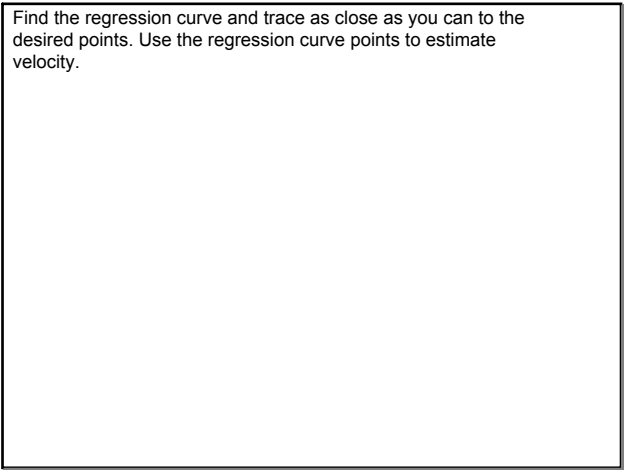 Find the regression curve and trace as close as you can to the
desired points. Use the regression curve points to estimate
velocity.